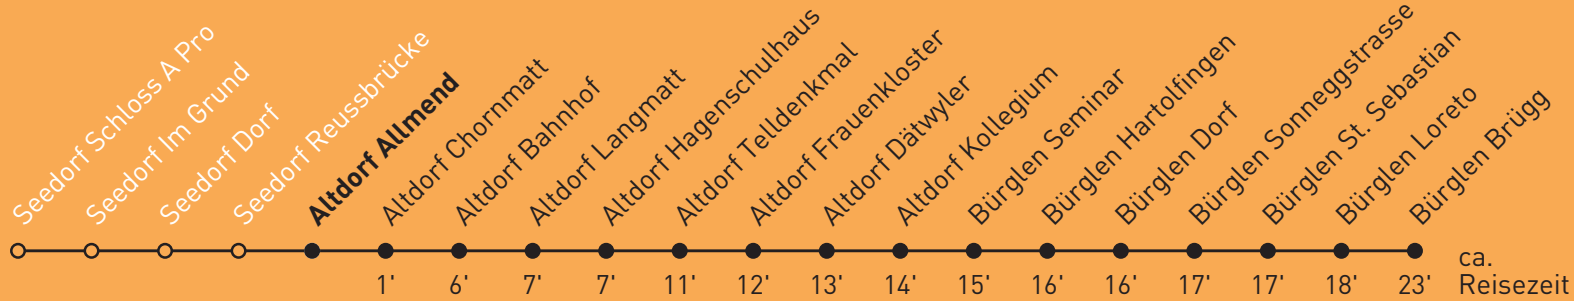 Seedorf Schloss A Pro
Seedorf Im Grund
Seedorf Dorf
Seedorf Reussbrücke
Altdorf Allmend
Altdorf Chornmatt
Altdorf Bahnhof
Altdorf Langmatt
Altdorf Hagenschulhaus
Altdorf Telldenkmal
Altdorf Frauenkloster
Altdorf Dätwyler
Altdorf Kollegium
Bürglen Seminar
Bürglen Hartolfingen
Bürglen Dorf
Bürglen Sonneggstrasse
Bürglen St. Sebastian
Bürglen Loreto
Bürglen Brügg
1' 6' 7' 7' 11' 12' 13' 14' 15' 16' 16' 17' 17' 18' 23'
ca.
Reisezeit